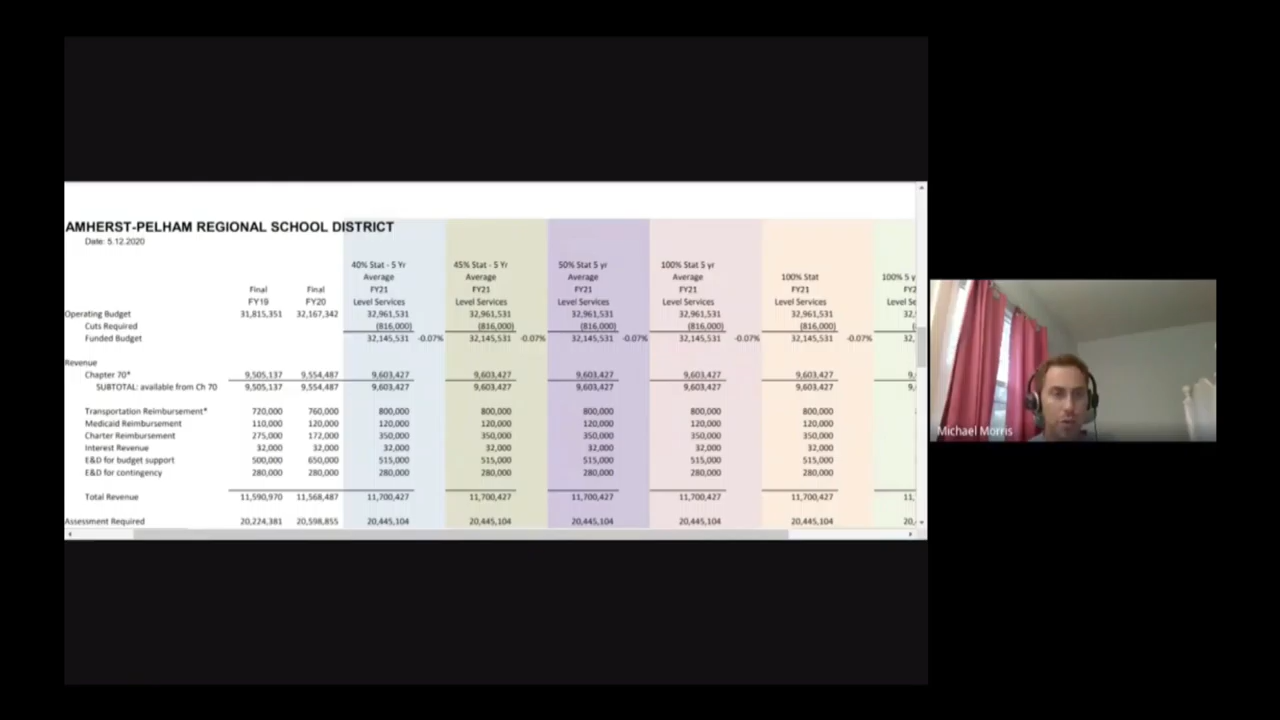 AMHERST-PELHAM REGIONAL SCHOOL DISTRICT
Date: 5.12.2020
40% Stat - 5 Yr 45% Stat - 5 Yr 50% Stat 5 yr 100% Stat 5 yr
Average Average Average Average 100% Stat 100% 5 y
Final Final FY21 FY21 FY21 FY21 FY21
FY19 FY20 Level Services Level Services Level Services Level Services Level Services
Operating Budget 31,815,351 32,167,342 32,961,531 32,961,531 32,961,531 32,961,531 32,961,531 32,
Cuts Required (816,000) (816,000) (816,000) (816,000) (816,000)
Funded Budget 32,145,531 -0.07% 32,145,531 -0.07% 32,145,531 -0.07% 32,145,531 -0.07% 32,145,531 -0.07% 32,
Revenue
Chapter 70* 9,505,137 9,554,487 9,603,427 9,603,427 9,603,427 9,603,427 9,603,427 9,
SUBTOTAL: available from Ch 70 9,505,137 9,554,487 9,603,427 9,603,427 9,603,427 9,603,427 9,603,427 9,
Transportation Reimbursement* 720,000 760,000 800,000 800,000 800,000 800,000 800,000
Medicaid Reimbursement 110,000 120,000 120,000 120,000 120,000 120,000 120,000
Charter Reimbursement 275,000 172,000 350,000 350,000 350,000 350,000 350,000
Interest Revenue 32,000 32,000 32,000 32,000 32,000 32,000 32,000
E&D for budget support 500,000 650,000 515,000 515,000 515,000 515,000 515,000
E&D for contingency 280,000 280,000 280,000 280,000 280,000 280,000 280,000
Total Revenue 11,590,970 11,568,487 11,700,427 11,700,427 11,700,427 11,700,427 11,700,427 11,
Assessment Required 20,224,381 20,598,855 20,445,104 20,445,104 20,445,104 20,445,104 20,445,104 20,
Michael Morris